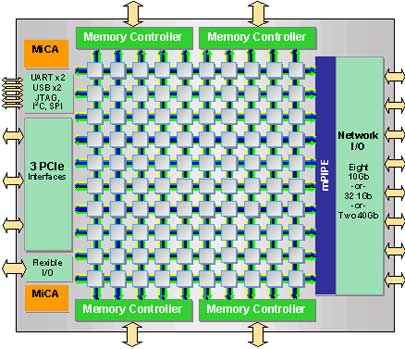 Memory Controller
Memory Controller
MiCA
UART x2
USB x2
JTAG,
I²C, SPI
3 PCIe
Interfaces
Flexible
I/O
MiCA
mPIPE
Network
I/O
Eight
10Gb
-or-
32 1Gb
-or-
Two 40Gb
Memory Controller
Memory Controller